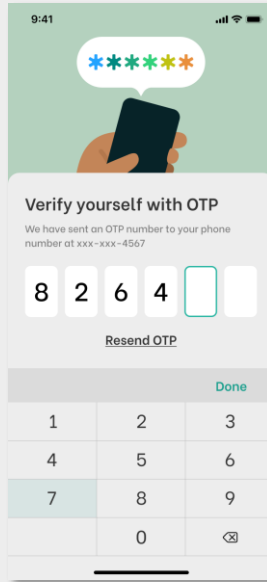 9:41
******
Verify yourself with OTP
We have sent an OTP number to your phone
number at xxx-xxx-4567
8 2 6 4
Resend OTP
Done
1 2 3
4 5 6
7 8 9
0